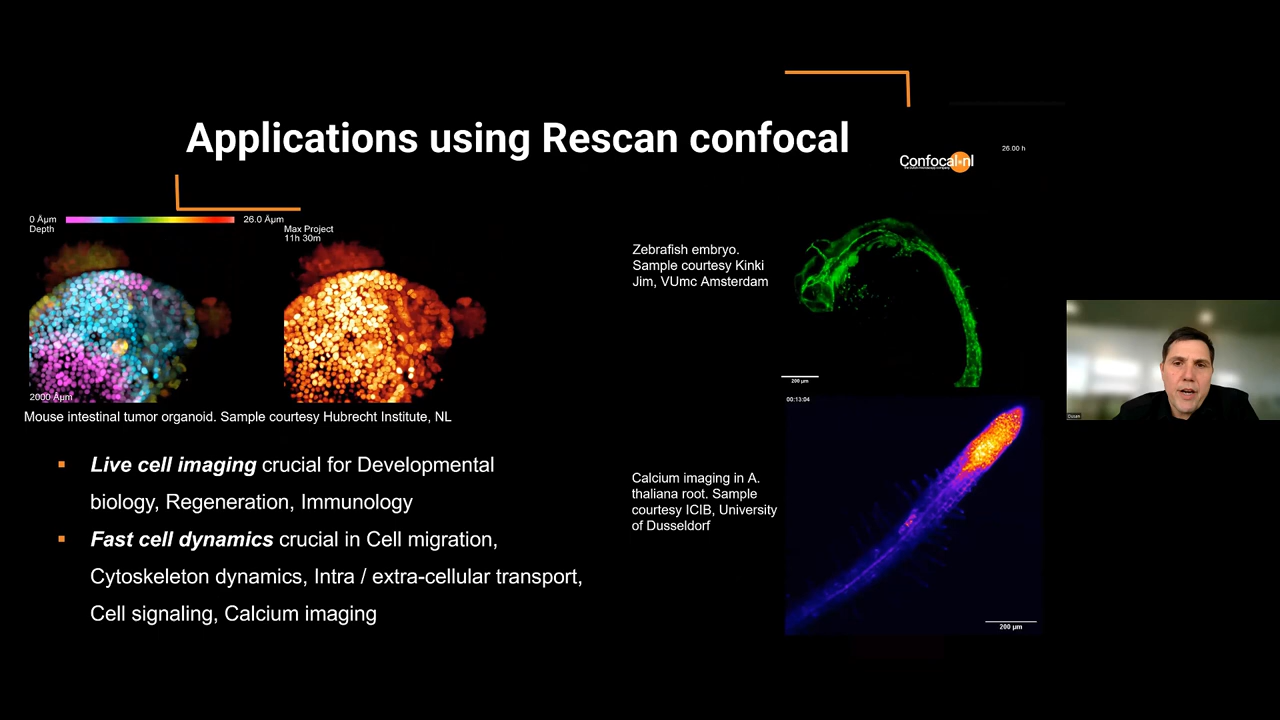 Applications using Rescan confocal
Confocal.nl
26.00 h
0 Âµm
26.0 Âµm
Depth
Max Project
11h 30m
2000 Âµm
Mouse intestinal tumor organoid. Sample courtesy Hubrecht Institute, NL
Zebrafish embryo.
Sample courtesy Kinki
Jim, VUmc Amsterdam
200 µm
▪ Live cell imaging crucial for Developmental
biology, Regeneration, Immunology
▪ Fast cell dynamics crucial in Cell migration,
Cytoskeleton dynamics, Intra / extra-cellular transport,
Cell signaling, Calcium imaging
00:13:04
Calcium imaging in A.
thaliana root. Sample
courtesy ICIB, University
of Dusseldorf
200 µm